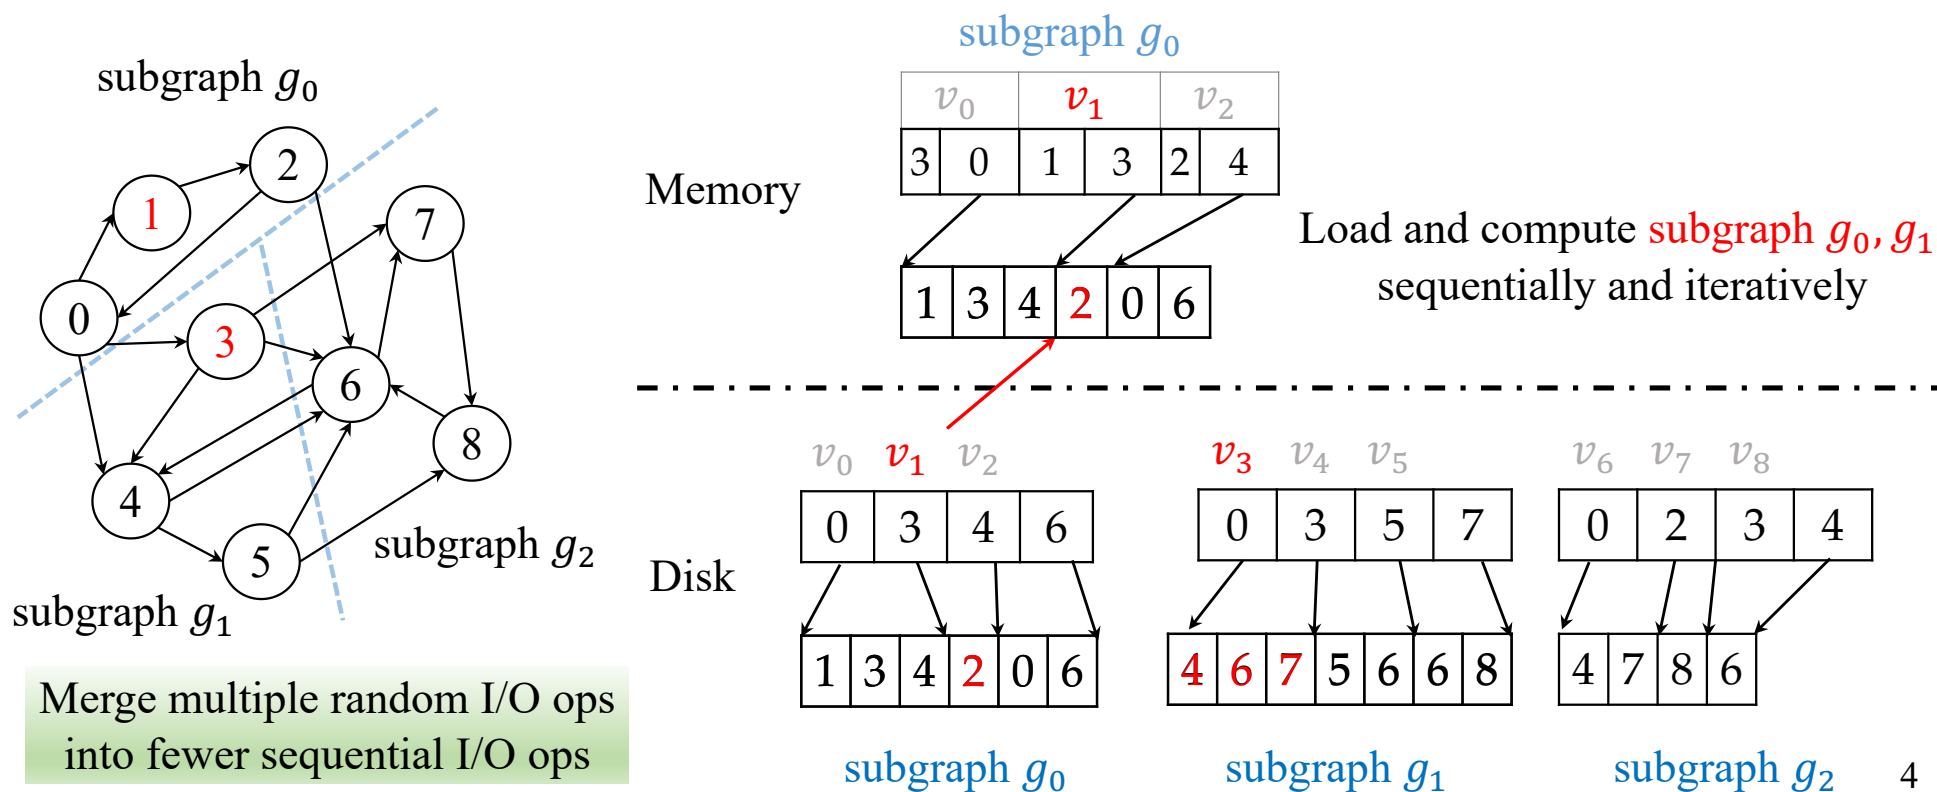 subgraph g₀
subgraph g₀
v₀ v₁ v₂
3 0 1 3 2 4
Memory
1 3 4 2 0 6
Load and compute subgraph g₀, g₁
sequentially and iteratively
0
1
2
3
4
5
6
7
8
subgraph g₁
subgraph g₂
Merge multiple random I/O ops
into fewer sequential I/O ops
Disk
v₀ v₁ v₂
0 3 4 6
1 3 4 2 0 6
subgraph g₀
v₃ v₄ v₅
0 3 5 7
4 6 7 5 6 6 8
subgraph g₁
v₆ v₇ v₈
0 2 3 4
4 7 8 6
subgraph g₂
4